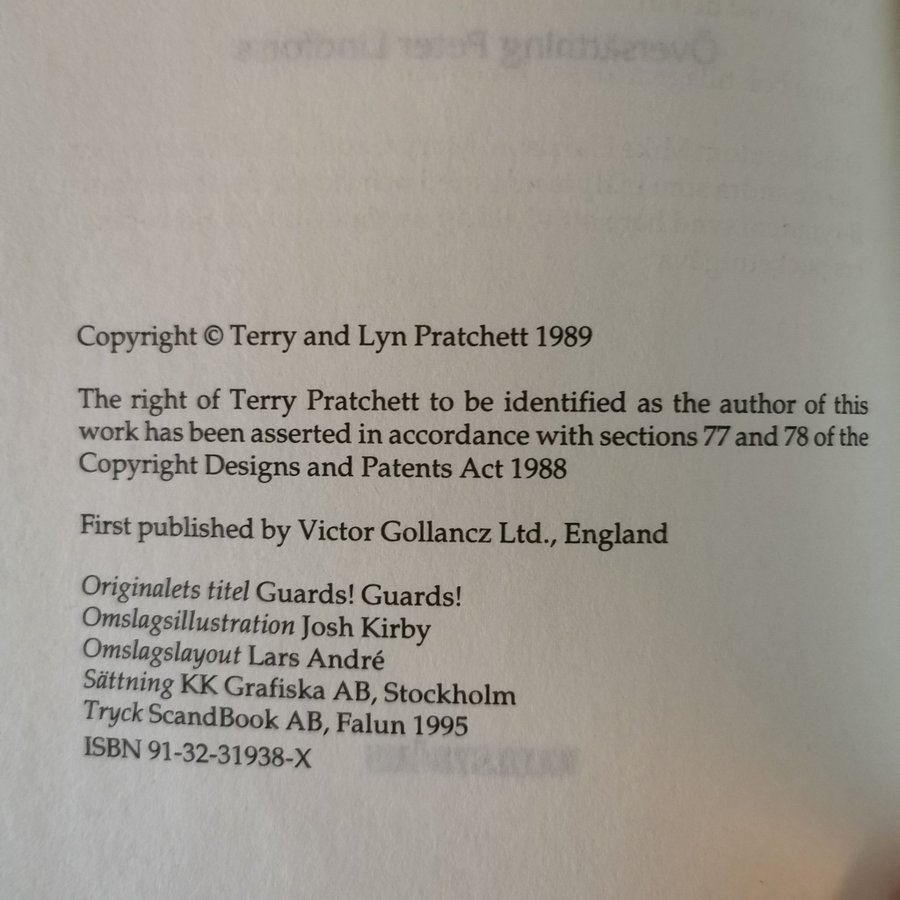 Copyright © Terry and Lyn Pratchett 1989
The right of Terry Pratchett to be identified as the author of this
work has been asserted in accordance with sections 77 and 78 of the
Copyright Designs and Patents Act 1988
First published by Victor Gollancz Ltd., England
Originalets titel Guards! Guards!
Omslagsillustration Josh Kirby
Omslagslayout Lars André
Sättning KK Grafiska AB, Stockholm
Tryck ScandBook AB, Falun 1995
ISBN 91-32-31938-X